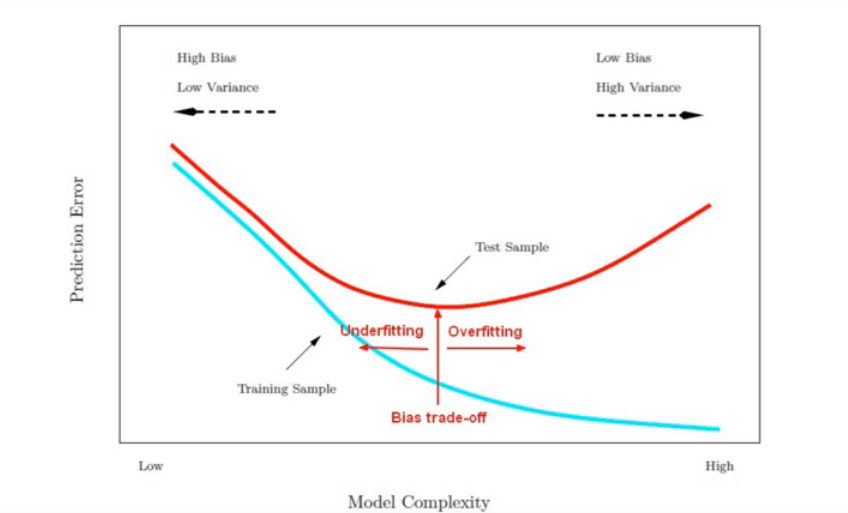 High Bias
Low Variance
Low Bias
High Variance
Prediction Error
Test Sample
Underfitting
Overfitting
Training Sample
Bias trade-off
Low
High
Model Complexity